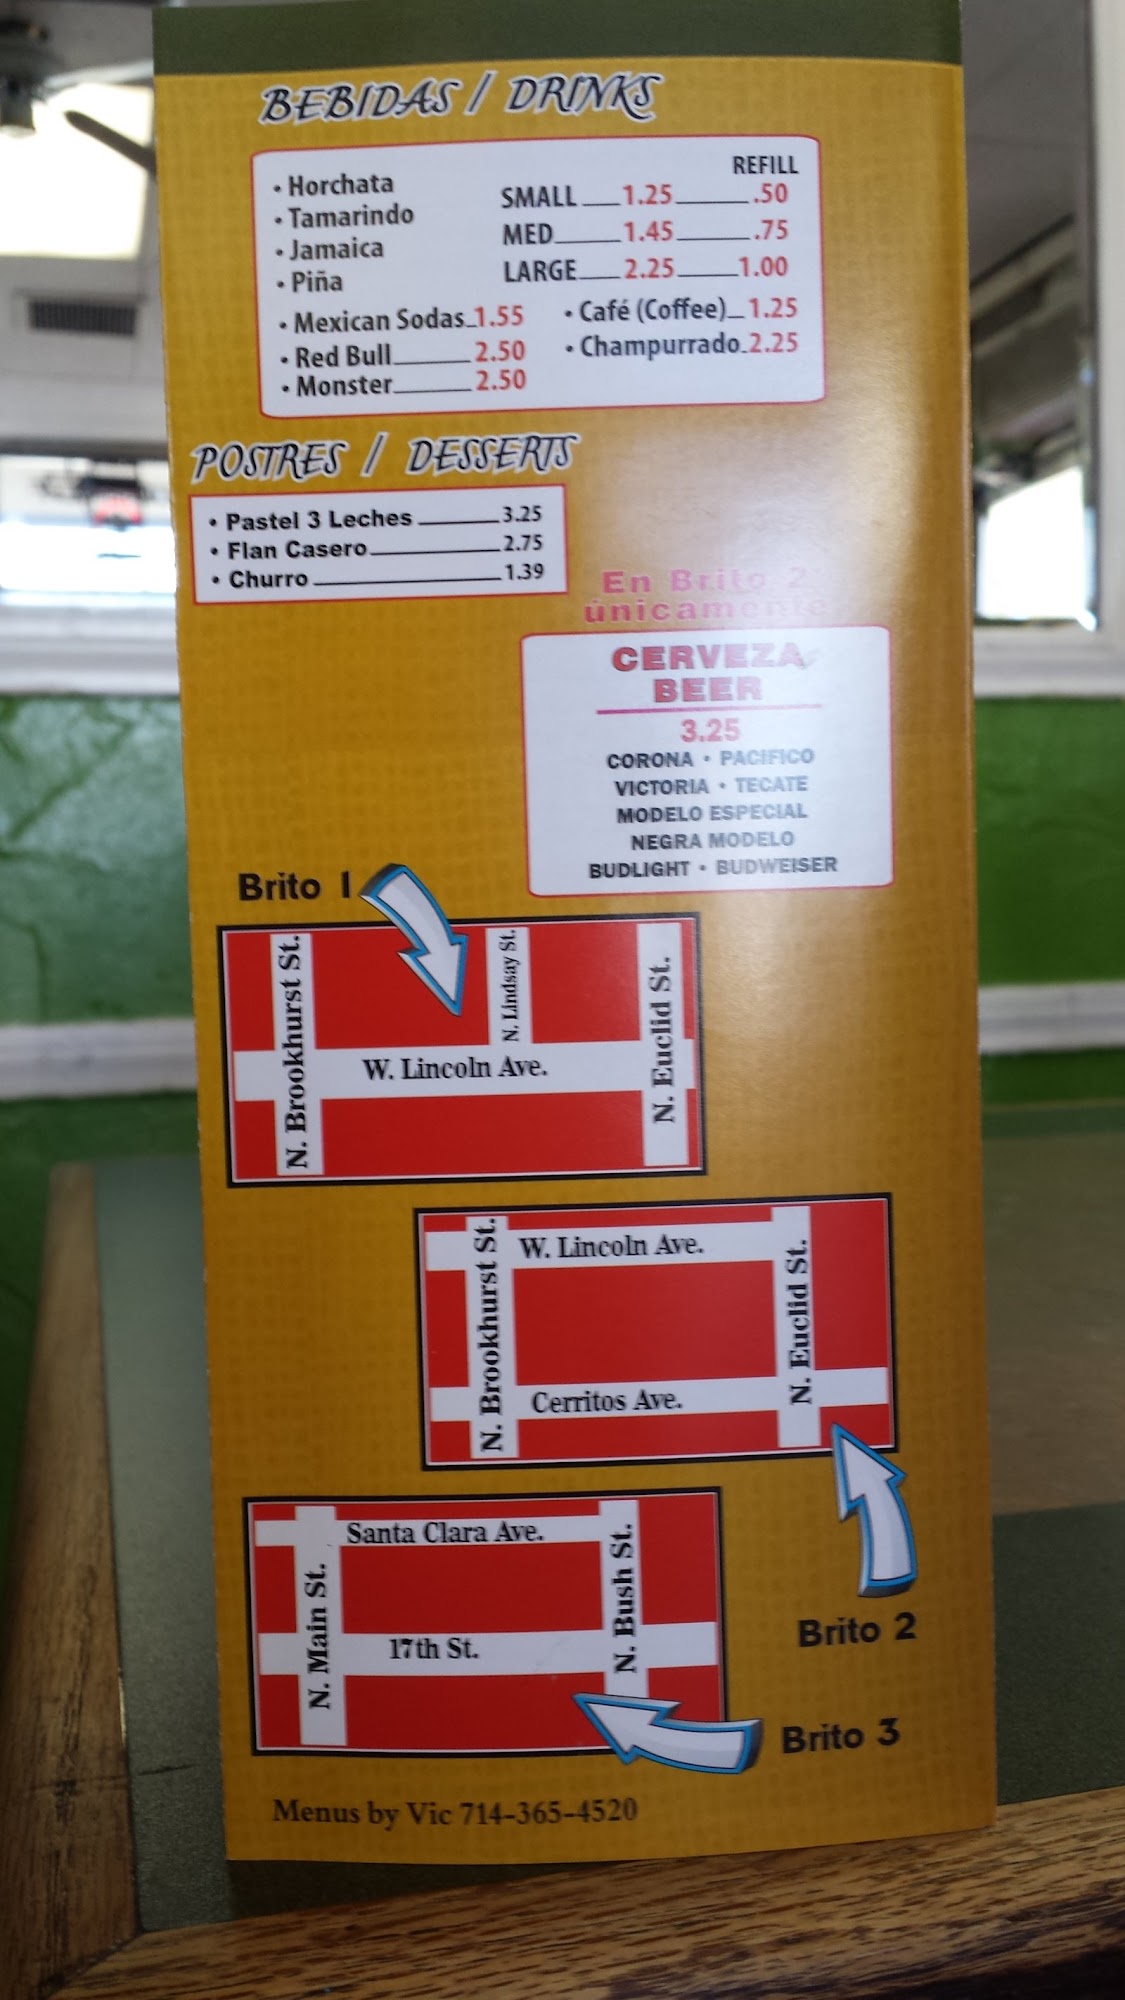 BEBIDAS / DRINKS
REFILL
• Horchata
• Tamarindo
• Jamaica
• Piña
SMALL 1.25 .50
MED 1.45 .75
LARGE 2.25 1.00
• Mexican Sodas 1.55
• Red Bull 2.50
• Monster 2.50
• Café (Coffee) 1.25
• Champurrado 2.25
POSTRES / DESSERTS
• Pastel 3 Leches 3.25
• Flan Casero 2.75
• Churro 1.39
En Brito 2
únicamente
CERVEZA
BEER
3.25
CORONA • PACIFICO
VICTORIA • TECATE
MODELO ESPECIAL
NEGRA MODELO
BUDLIGHT • BUDWEISER
Brito 1
N. Brookhurst St.
N. Lindsay St.
N. Euclid St.
W. Lincoln Ave.
W. Lincoln Ave.
N. Brookhurst St.
N. Euclid St.
Cerritos Ave.
Brito 2
Santa Clara Ave.
N. Main St.
N. Bush St.
17th St.
Brito 3
Menus by Vic 714-365-4520